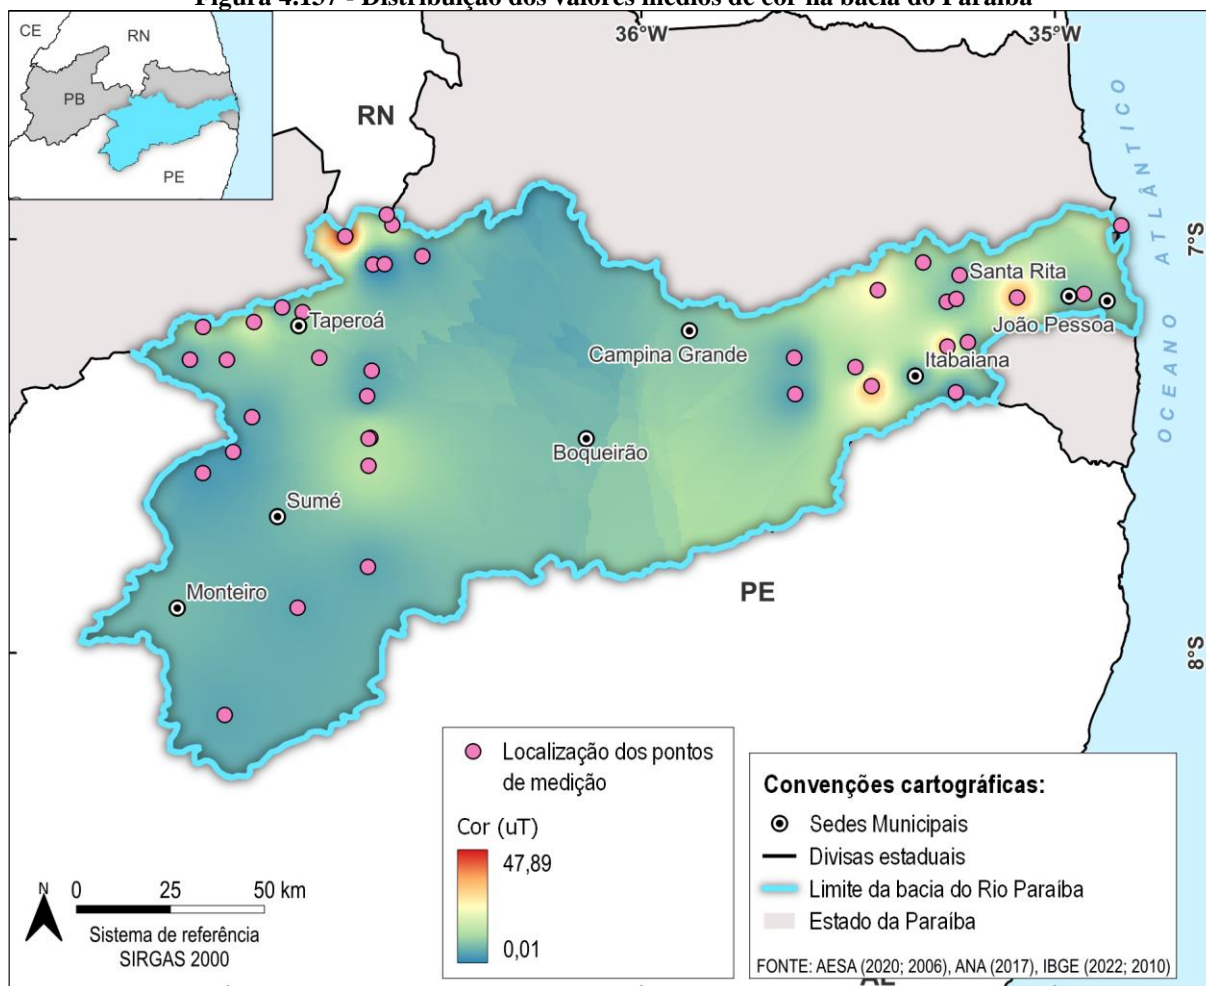 Figura 4.137 - Distribuição dos valores médios de cor na bacia do Paraíba
36°W
35°W
CE
RN
PB
PE
RN
OCEANO ATLÂNTICO
7°S
Santa Rita
João Pessoa
Taperoá
Campina Grande
Itabaiana
Boqueirão
Sumé
Monteiro
PE
8°S
Localização dos pontos
de medição
Cor (uT)
47,89
0,01
Convenções cartográficas:
Sedes Municipais
Divisas estaduais
Limite da bacia do Rio Paraíba
Estado da Paraíba
FONTE: AESA (2020; 2006), ANA (2017), IBGE (2022; 2010)
N
0 25 50 km
Sistema de referência
SIRGAS 2000